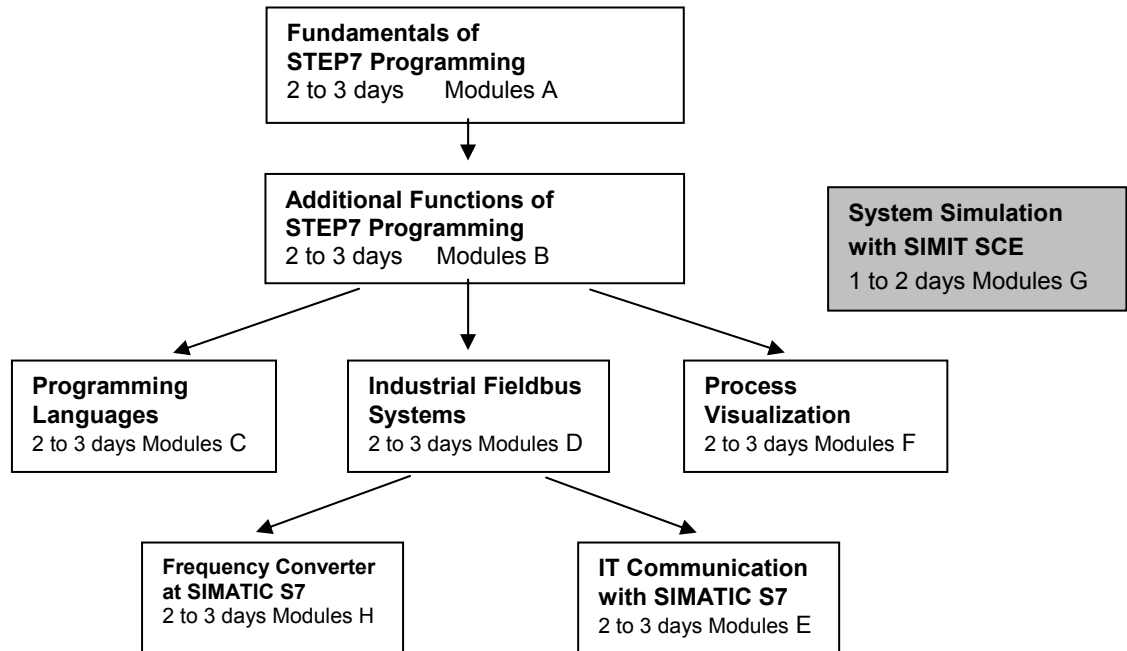 Fundamentals of
STEP7 Programming
2 to 3 days Modules A
Additional Functions of
STEP7 Programming
2 to 3 days Modules B
System Simulation
with SIMIT SCE
1 to 2 days Modules G
Programming
Languages
2 to 3 days Modules C
Industrial Fieldbus
Systems
2 to 3 days Modules D
Process
Visualization
2 to 3 days Modules F
Frequency Converter
at SIMATIC S7
2 to 3 days Modules H
IT Communication
with SIMATIC S7
2 to 3 days Modules E